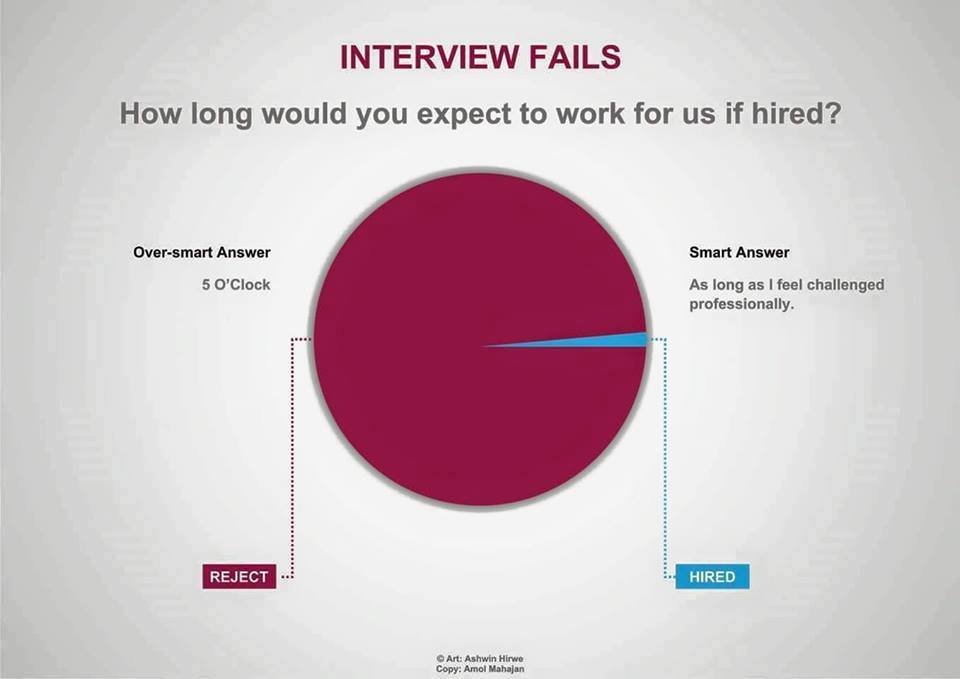 INTERVIEW FAILS
How long would you expect to work for us if hired?
Over-smart Answer
5 O’Clock
Smart Answer
As long as I feel challenged
professionally.
REJECT
HIRED
© Art: Ashwin Hirwe
Copy: Amol Mahajan